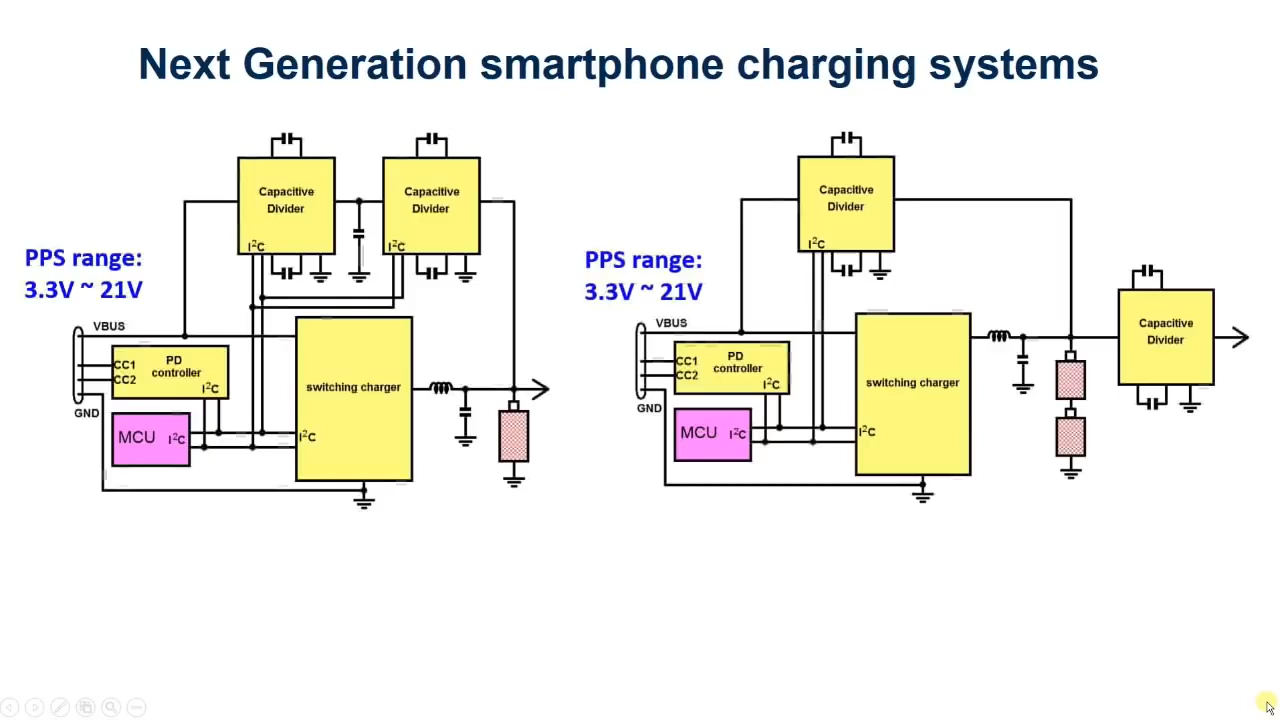 Next Generation smartphone charging systems
Capacitive
Divider
I²C
Capacitive
Divider
I²C
PPS range:
3.3V ~ 21V
VBUS
CC1
CC2
PD
controller
I²C
GND
MCU
I²C
switching charger
I²C
Capacitive
Divider
I²C
PPS range:
3.3V ~ 21V
VBUS
CC1
CC2
PD
controller
I²C
GND
MCU
I²C
switching charger
I²C
Capacitive
Divider